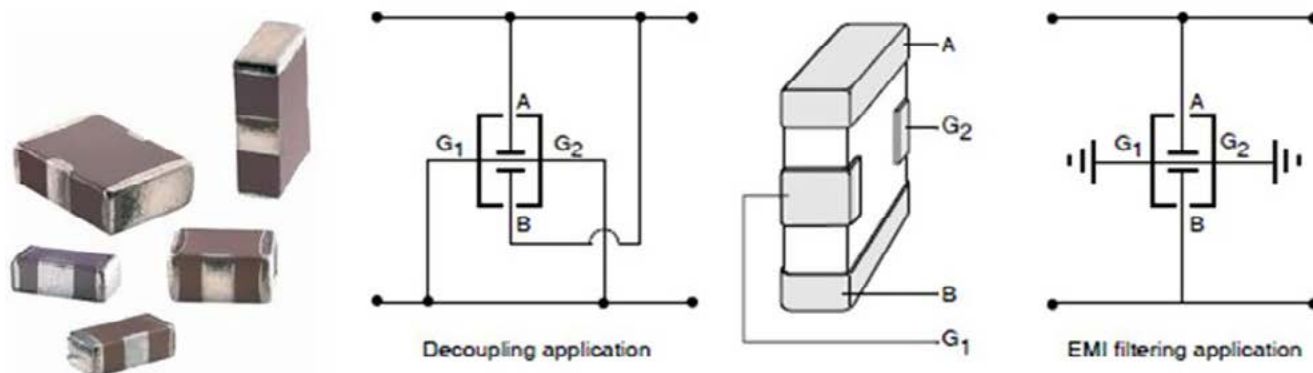 A
G1
G2
B
Decoupling application
A
G2
B
G1
A
G1
G2
B
EMI filtering application